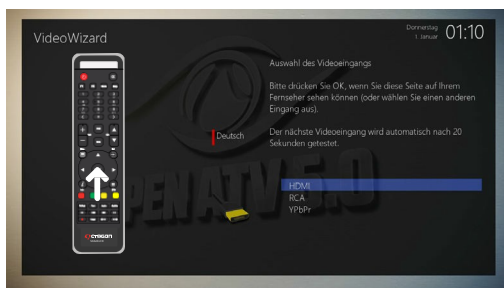 VideoWizard
Donnerstag
1. Januar
01:10
Auswahl des Videoeingangs
Bitte drücken Sie OK, wenn Sie diese Seite auf Ihrem
Fernseher sehen können (oder wählen Sie einen anderen
Eingang aus).
Deutsch
Der nächste Videoeingang wird automatisch nach 20
Sekunden getestet.
HDMI
RCA
YPbPr
OPEN ATV 6.0
OCTAGON